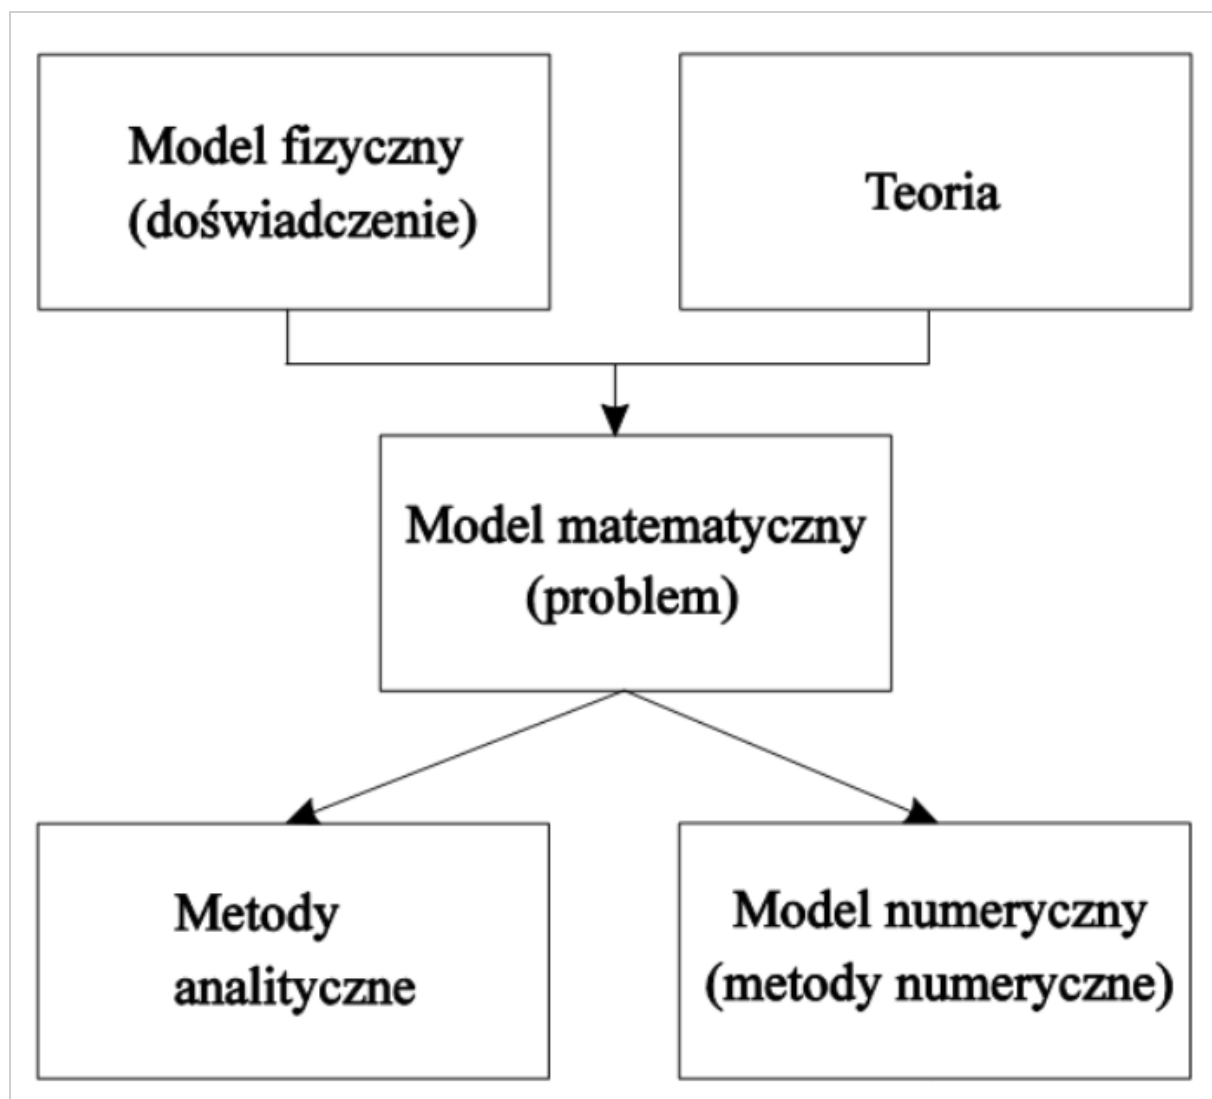 Model fizyczny
(doświadczenie)
Teoria
Model matematyczny
(problem)
Metody
analityczne
Model numeryczny
(metody numeryczne)